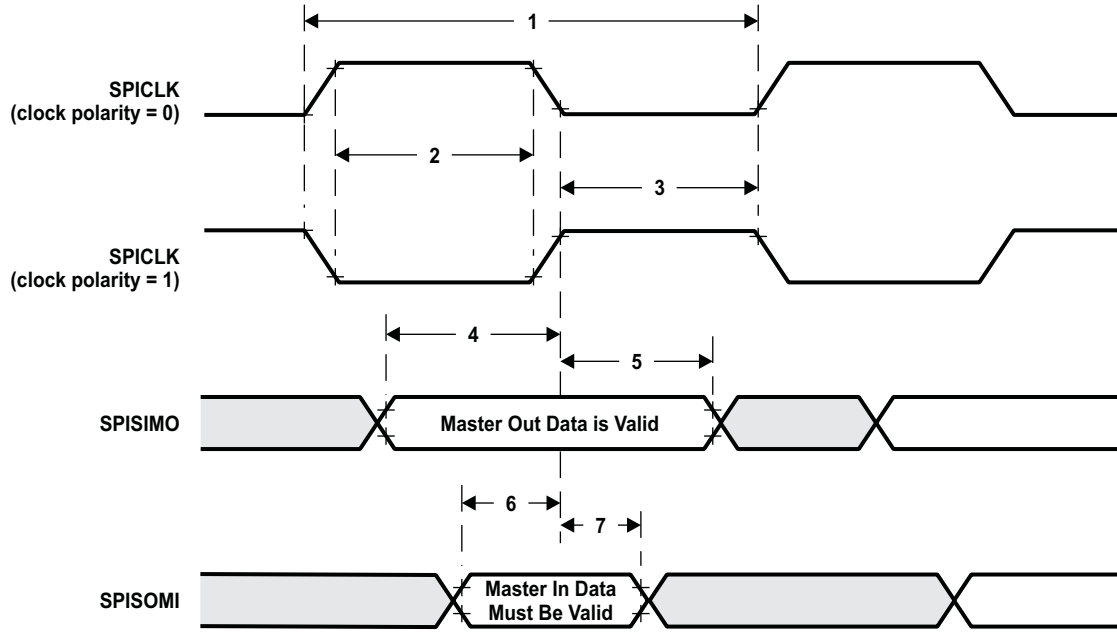 1
SPICLK
(clock polarity = 0)
2
3
SPICLK
(clock polarity = 1)
4
5
SPISIMO
Master Out Data is Valid
6
7
SPISOMI
Master In Data
Must Be Valid